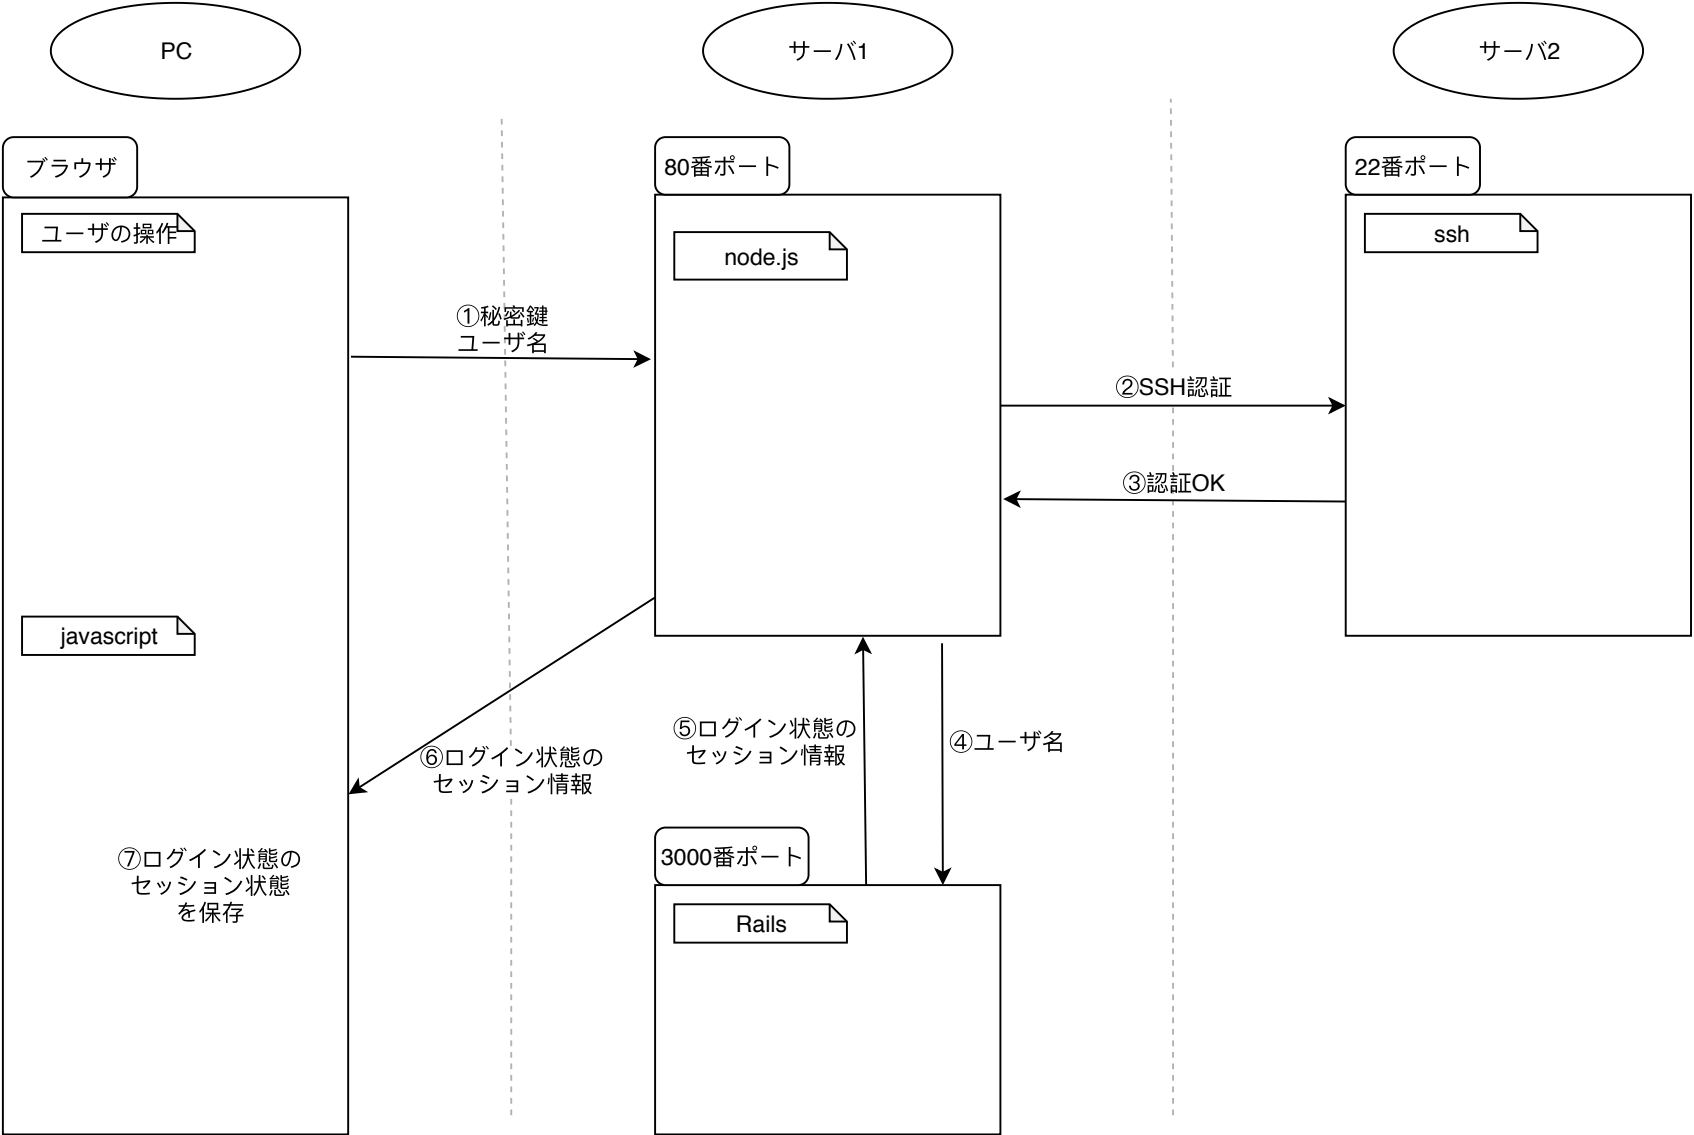 PC
サーバ1
サーバ2
ブラウザ
80番ポート
22番ポート
ユーザの操作
node.js
ssh
①秘密鍵
ユーザ名
②SSH認証
③認証OK
javascript
⑥ログイン状態の
セッション情報
⑤ログイン状態の
セッション情報
④ユーザ名
⑦ログイン状態の
セッション状態
を保存
3000番ポート
Rails